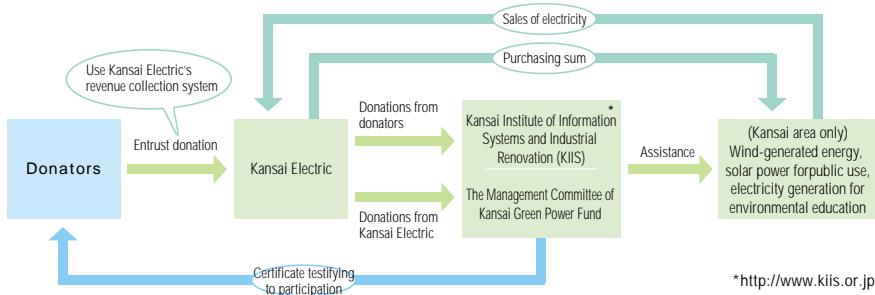 Sales of electricity
Purchasing sum
Use Kansai Electric's
revenue collection system
Donators
Entrust donation
Kansai Electric
Donations from
donators
Donations from
Kansai Electric
*
Kansai Institute of Information
Systems and Industrial
Renovation (KIIS)
The Management Committee of
Kansai Green Power Fund
Assistance
(Kansai area only)
Wind-generated energy,
solar power forpublic use,
electricity generation for
environmental education
Certificate testifying
to participation
*http://www.kiis.or.jp